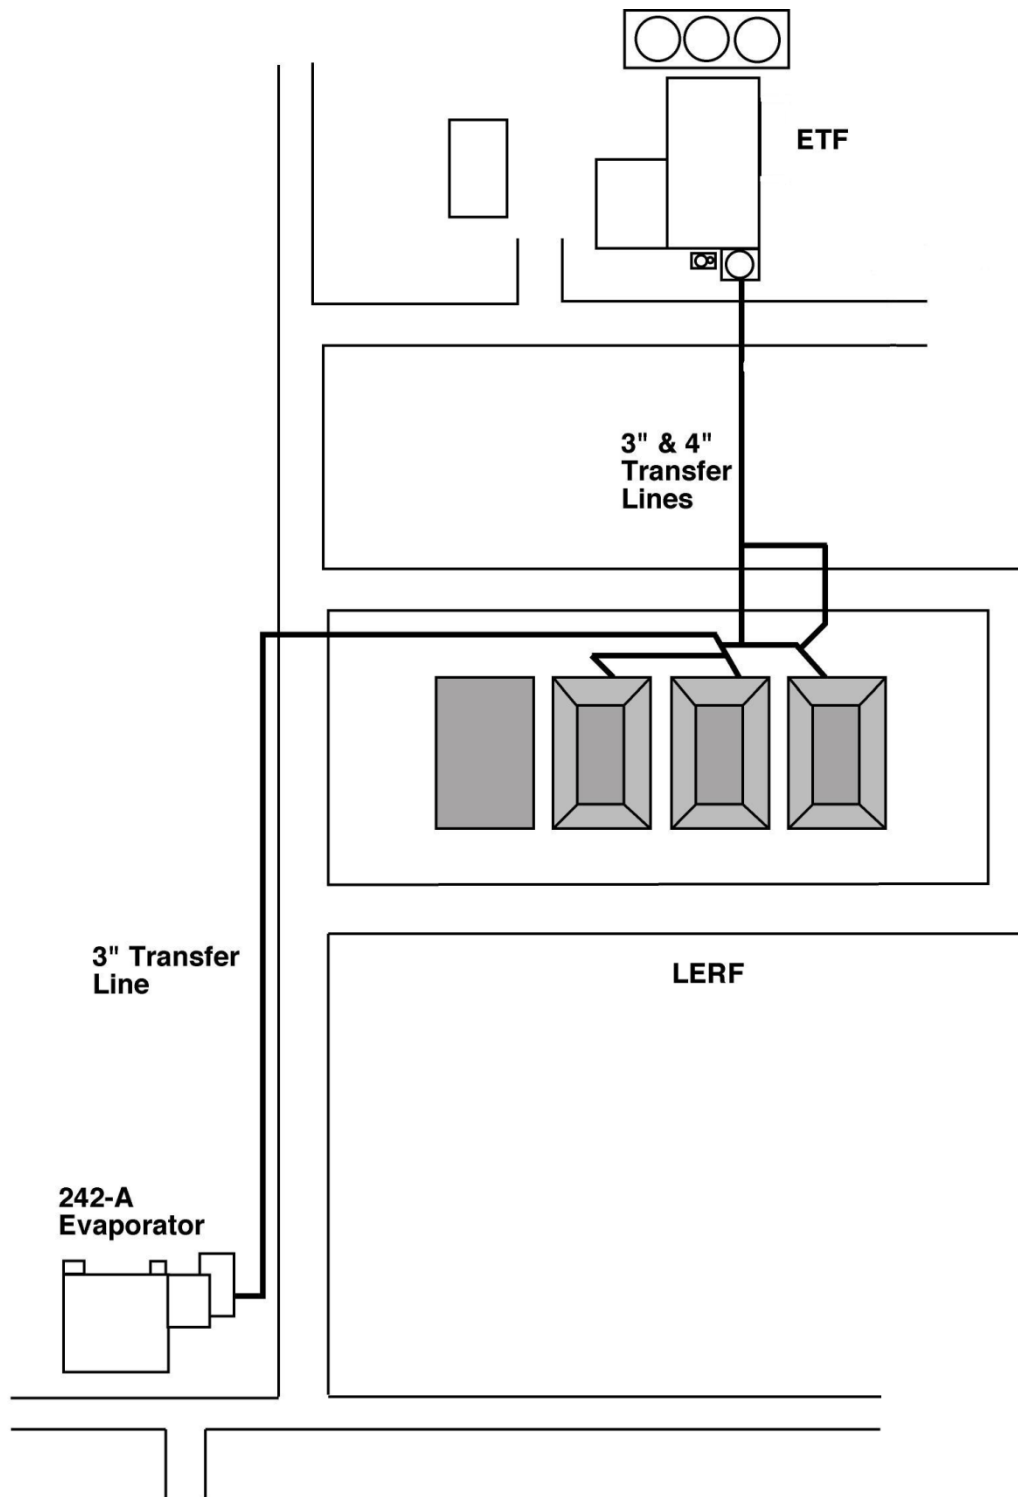 ETF
3" & 4"
Transfer
Lines
3" Transfer
Line
LERF
242-A
Evaporator